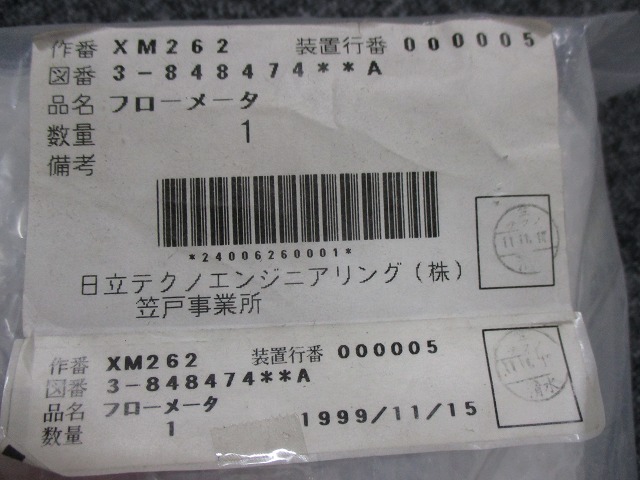 作番 XM262 装置行番 000005
図番 3-848474**A
品名 フローメータ
数量 1
備考
*24006260001*
日立テクノエンジニアリング(株)
笠戸事業所
作番 XM262 装置行番 000005
図番 3-848474**A
品名 フローメータ
数量 1 1999/11/15
清水